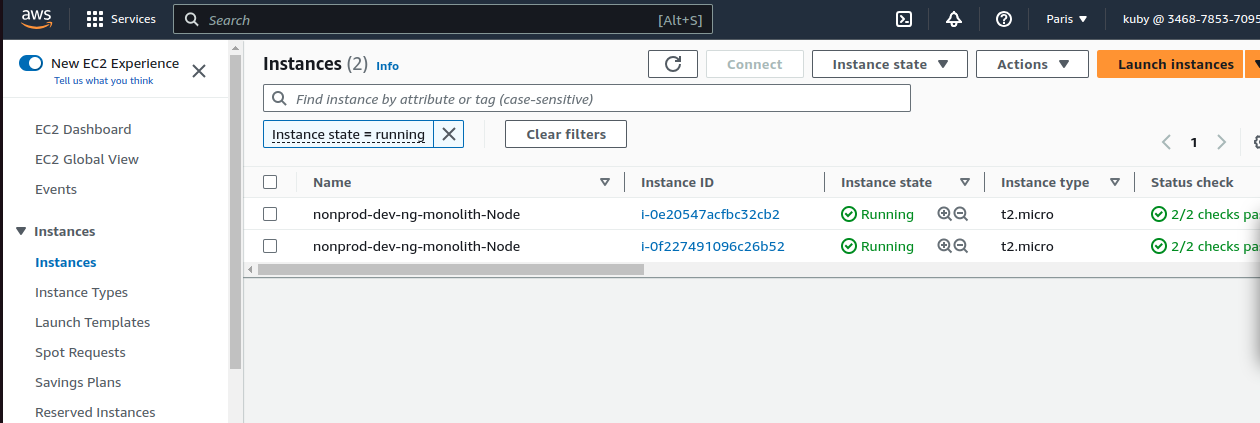 aws
Services
Search
[Alt+S]
Paris
kuby @ 3468-7853-7095
New EC2 Experience
Tell us what you think
EC2 Dashboard
EC2 Global View
Events
Instances
Instances
Instance Types
Launch Templates
Spot Requests
Savings Plans
Reserved Instances
Instances (2) Info
Connect
Instance state
Actions
Launch instances
Find instance by attribute or tag (case-sensitive)
Instance state = running
Clear filters
1
Name Instance ID Instance state Instance type Status check
nonprod-dev-ng-monolith-Node i-0e20547acfbc32cb2 Running t2.micro 2/2 checks pa
nonprod-dev-ng-monolith-Node i-0f227491096c26b52 Running t2.micro 2/2 checks pa